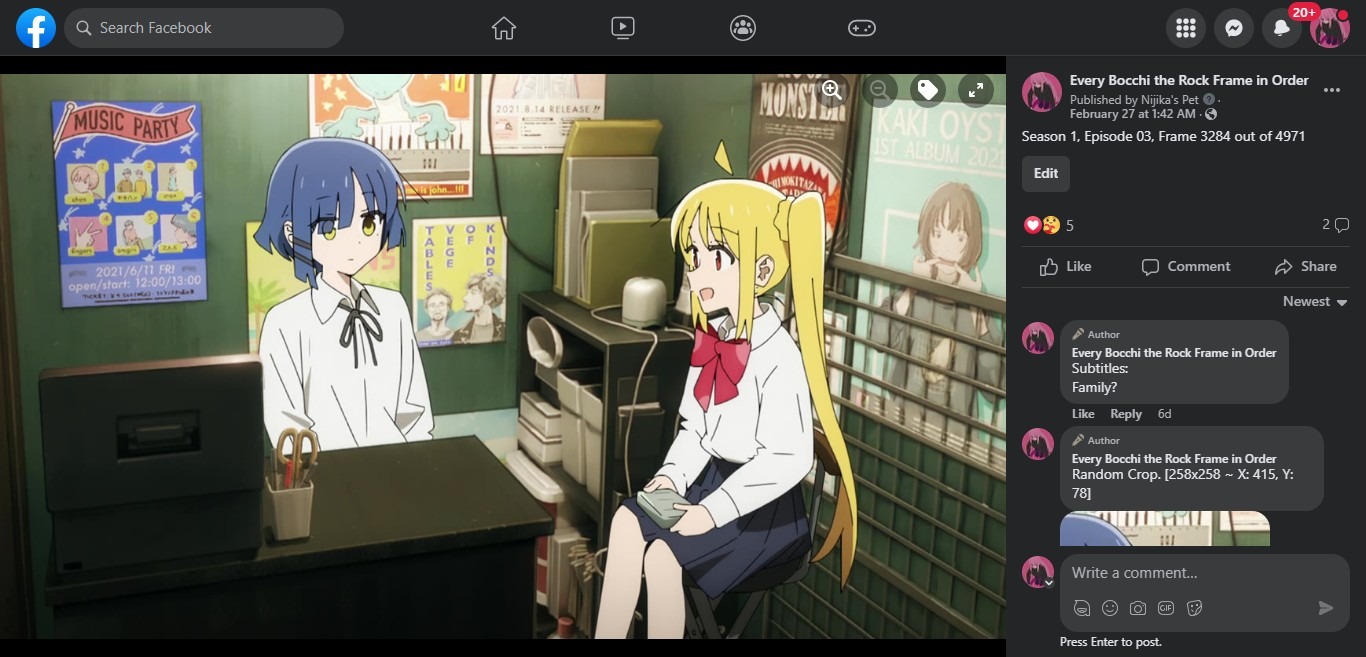 Search Facebook
20+
MUSIC PARTY
2021/6/11 FRI
open/start: 12:00/13:00
is john...!!!
2021.8.14 RELEASE!!
TABLES
VEGE
OF
KINDS
MONST
KAKI OYST
1ST ALBUM 2021
Every Bocchi the Rock Frame in Order
Published by Nijika's Pet ·
February 27 at 1:42 AM ·
Season 1, Episode 03, Frame 3284 out of 4971
Edit
5
2
Like
Comment
Share
Newest
Author
Every Bocchi the Rock Frame in Order
Subtitles:
Family?
Like Reply 6d
Author
Every Bocchi the Rock Frame in Order
Random Crop. [258x258 ~ X: 415, Y:
78]
Write a comment...
GIF
Press Enter to post.